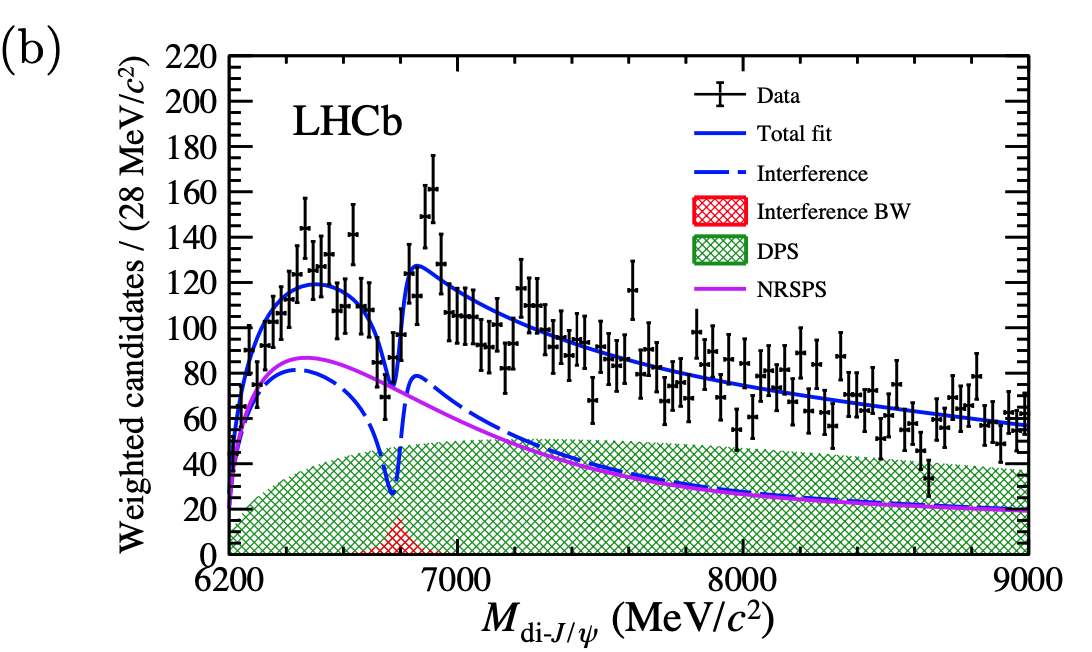 (b)
Weighted candidates / (28 MeV/c²)
220
200
180
160
140
120
100
80
60
40
20
0
LHCb
Data
Total fit
Interference
Interference BW
DPS
NRSPS
6200 7000 8000 9000
M_di-J/ψ (MeV/c²)